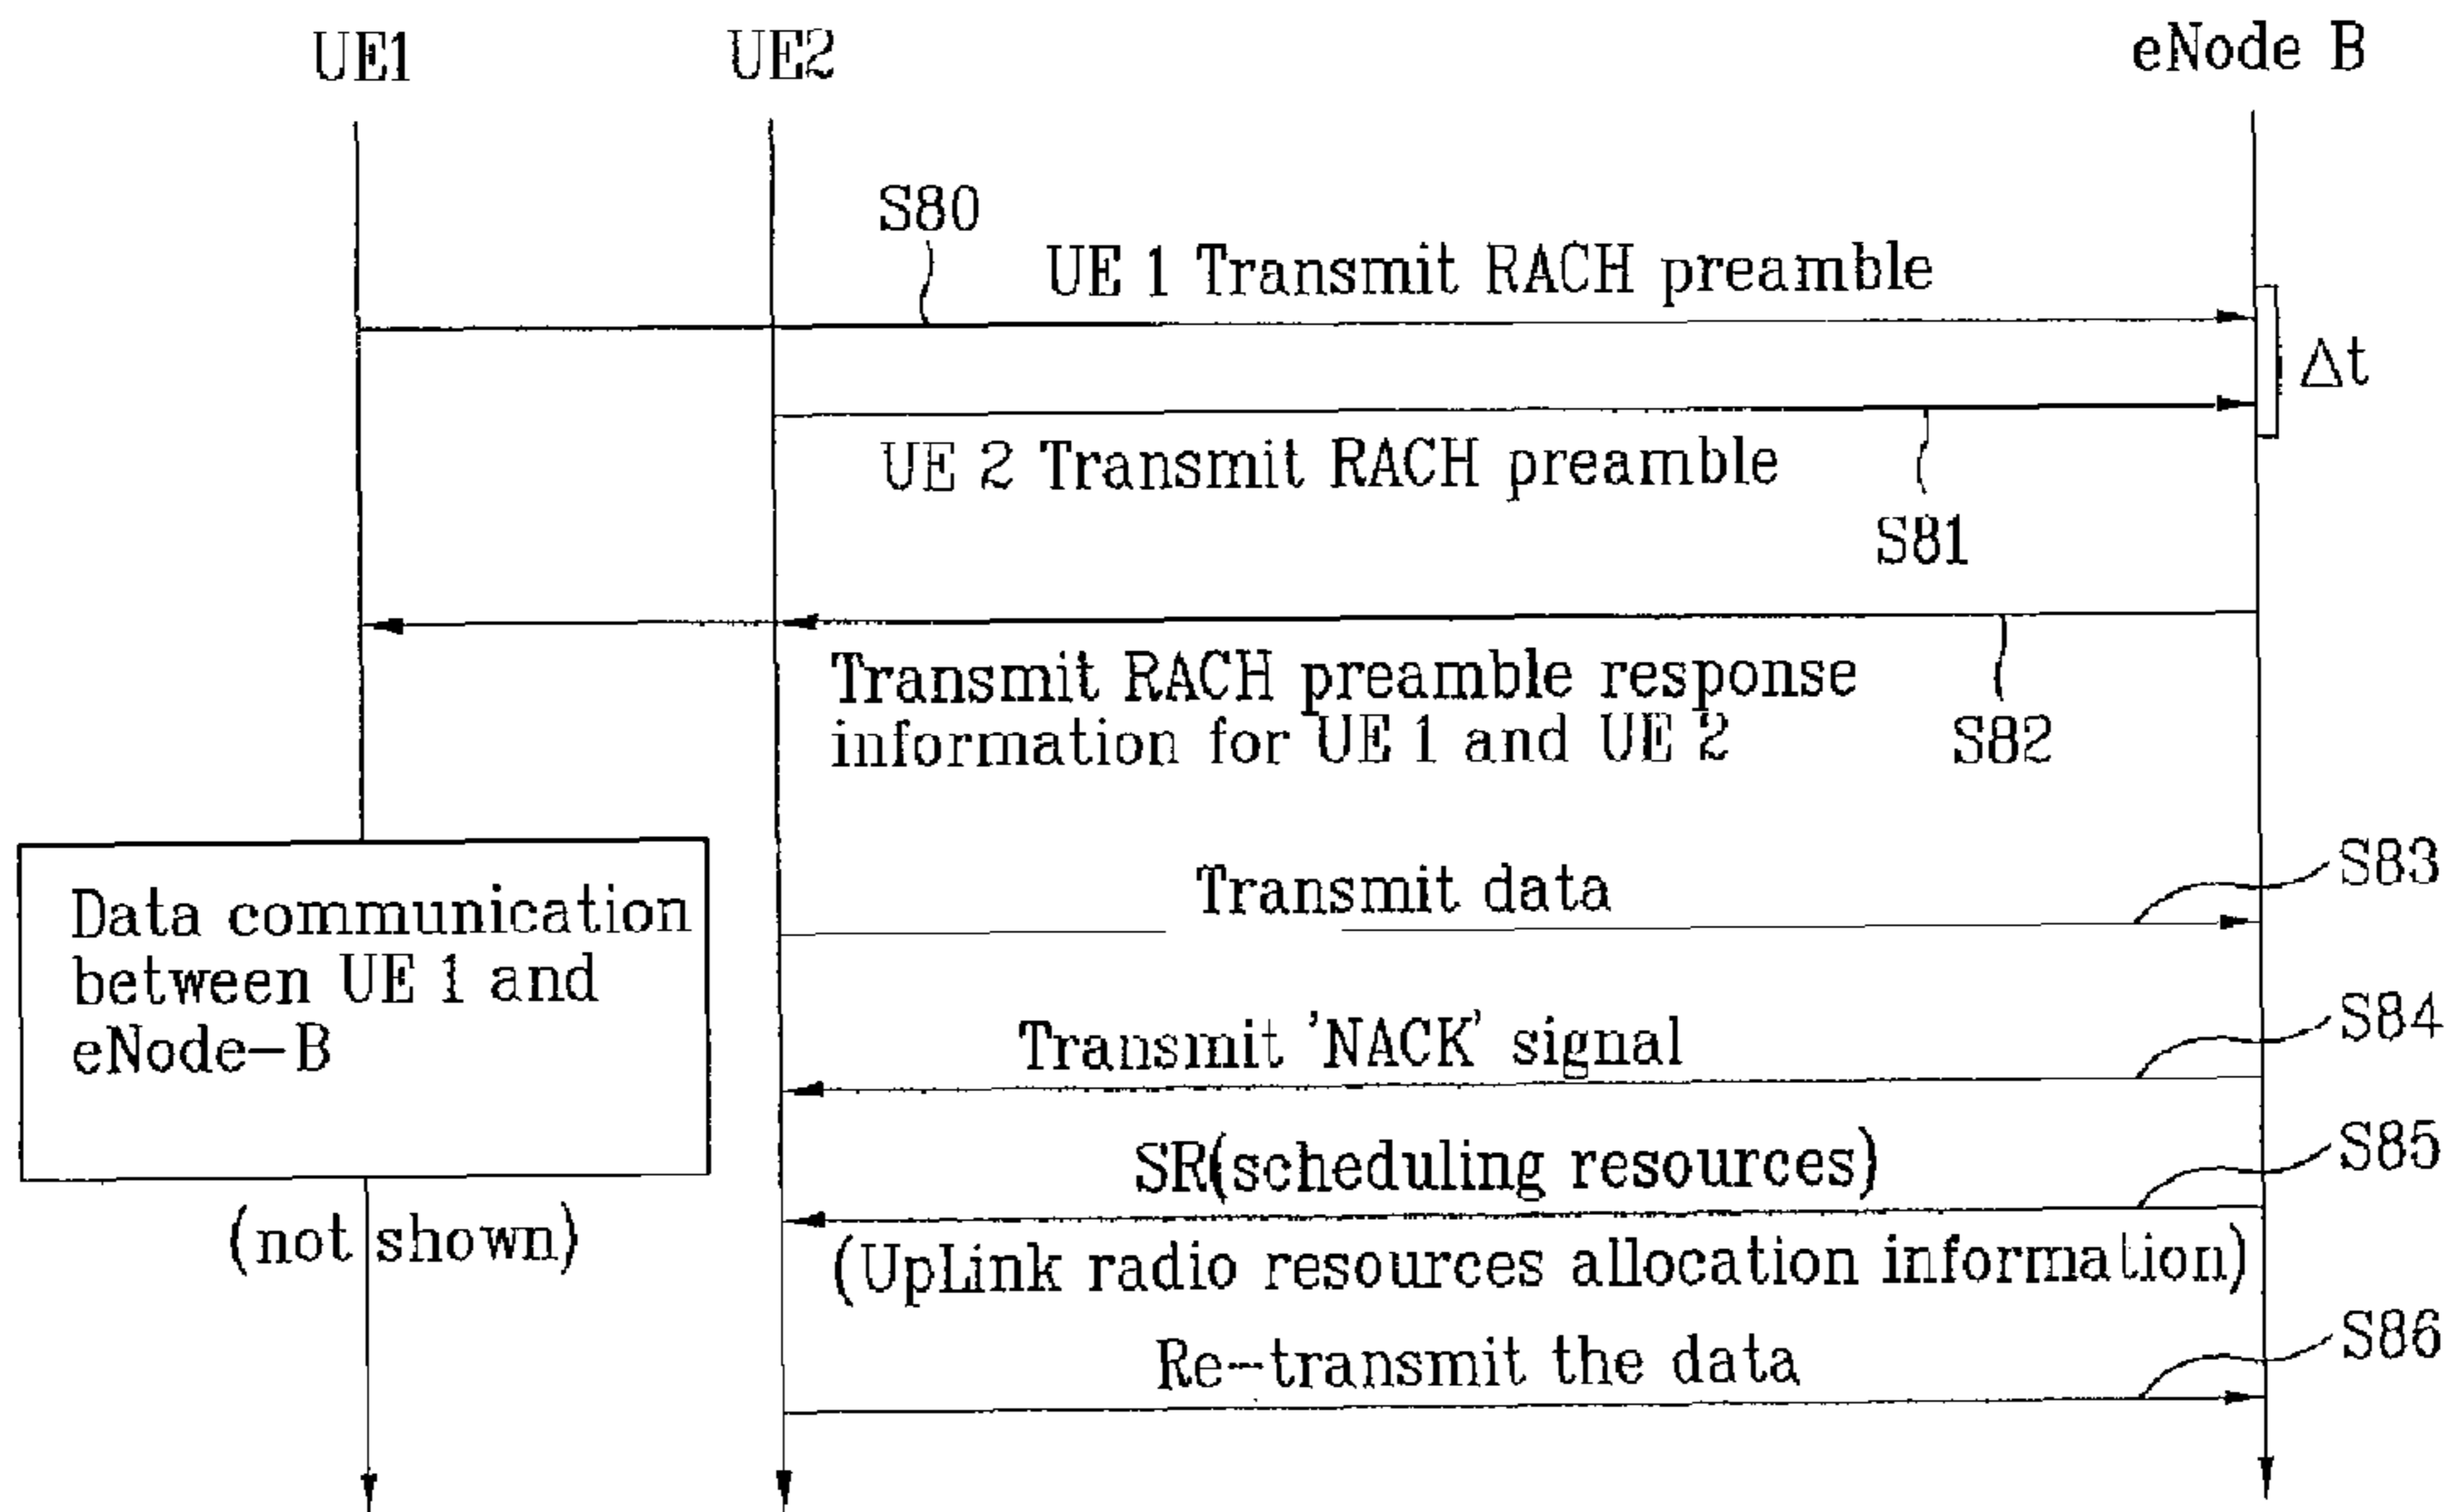 UE1
UE2
eNode B
S80
UE 1 Transmit RACH preamble
Δt
UE 2 Transmit RACH preamble
S81
Transmit RACH preamble response
information for UE 1 and UE 2
S82
Data communication
between UE 1 and
eNode-B
(not shown)
Transmit data
S83
Transmit 'NACK' signal
S84
SR(scheduling resources)
S85
(UpLink radio resources allocation information)
Re-transmit the data
S86